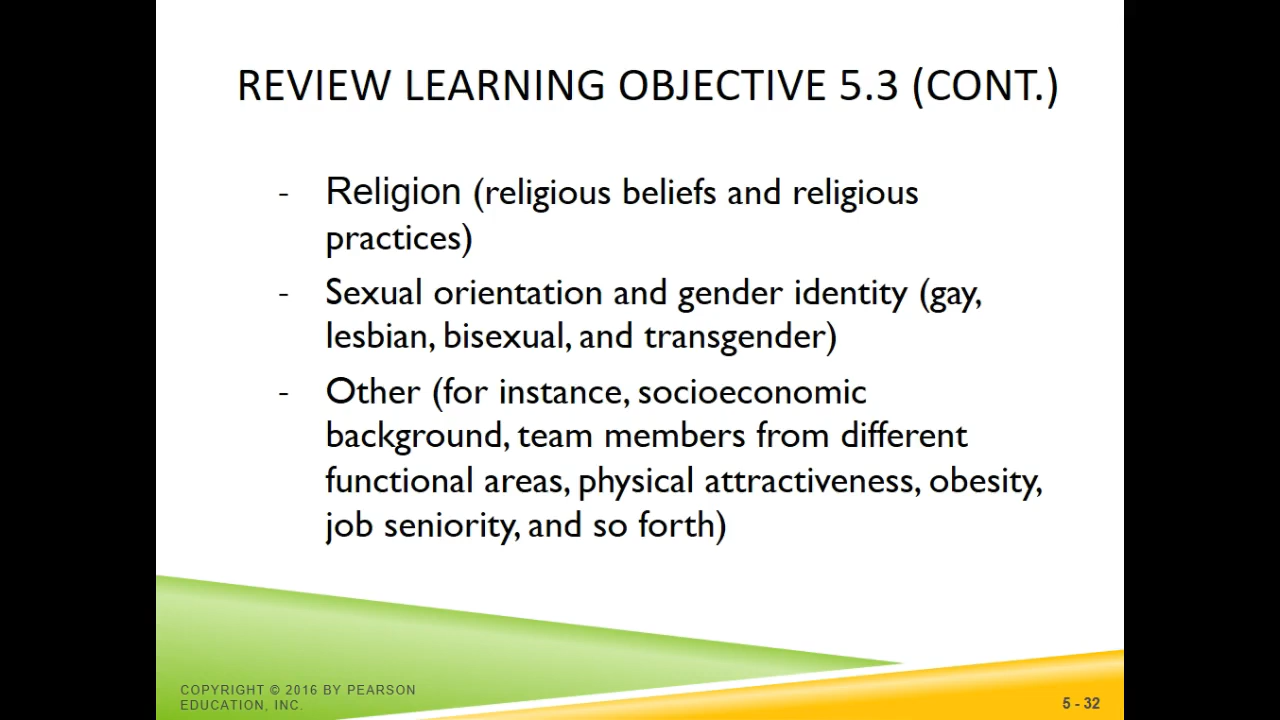 REVIEW LEARNING OBJECTIVE 5.3 (CONT.)
- Religion (religious beliefs and religious
practices)
- Sexual orientation and gender identity (gay,
lesbian, bisexual, and transgender)
- Other (for instance, socioeconomic
background, team members from different
functional areas, physical attractiveness, obesity,
job seniority, and so forth)
COPYRIGHT © 2016 BY PEARSON
EDUCATION, INC.
5 - 32